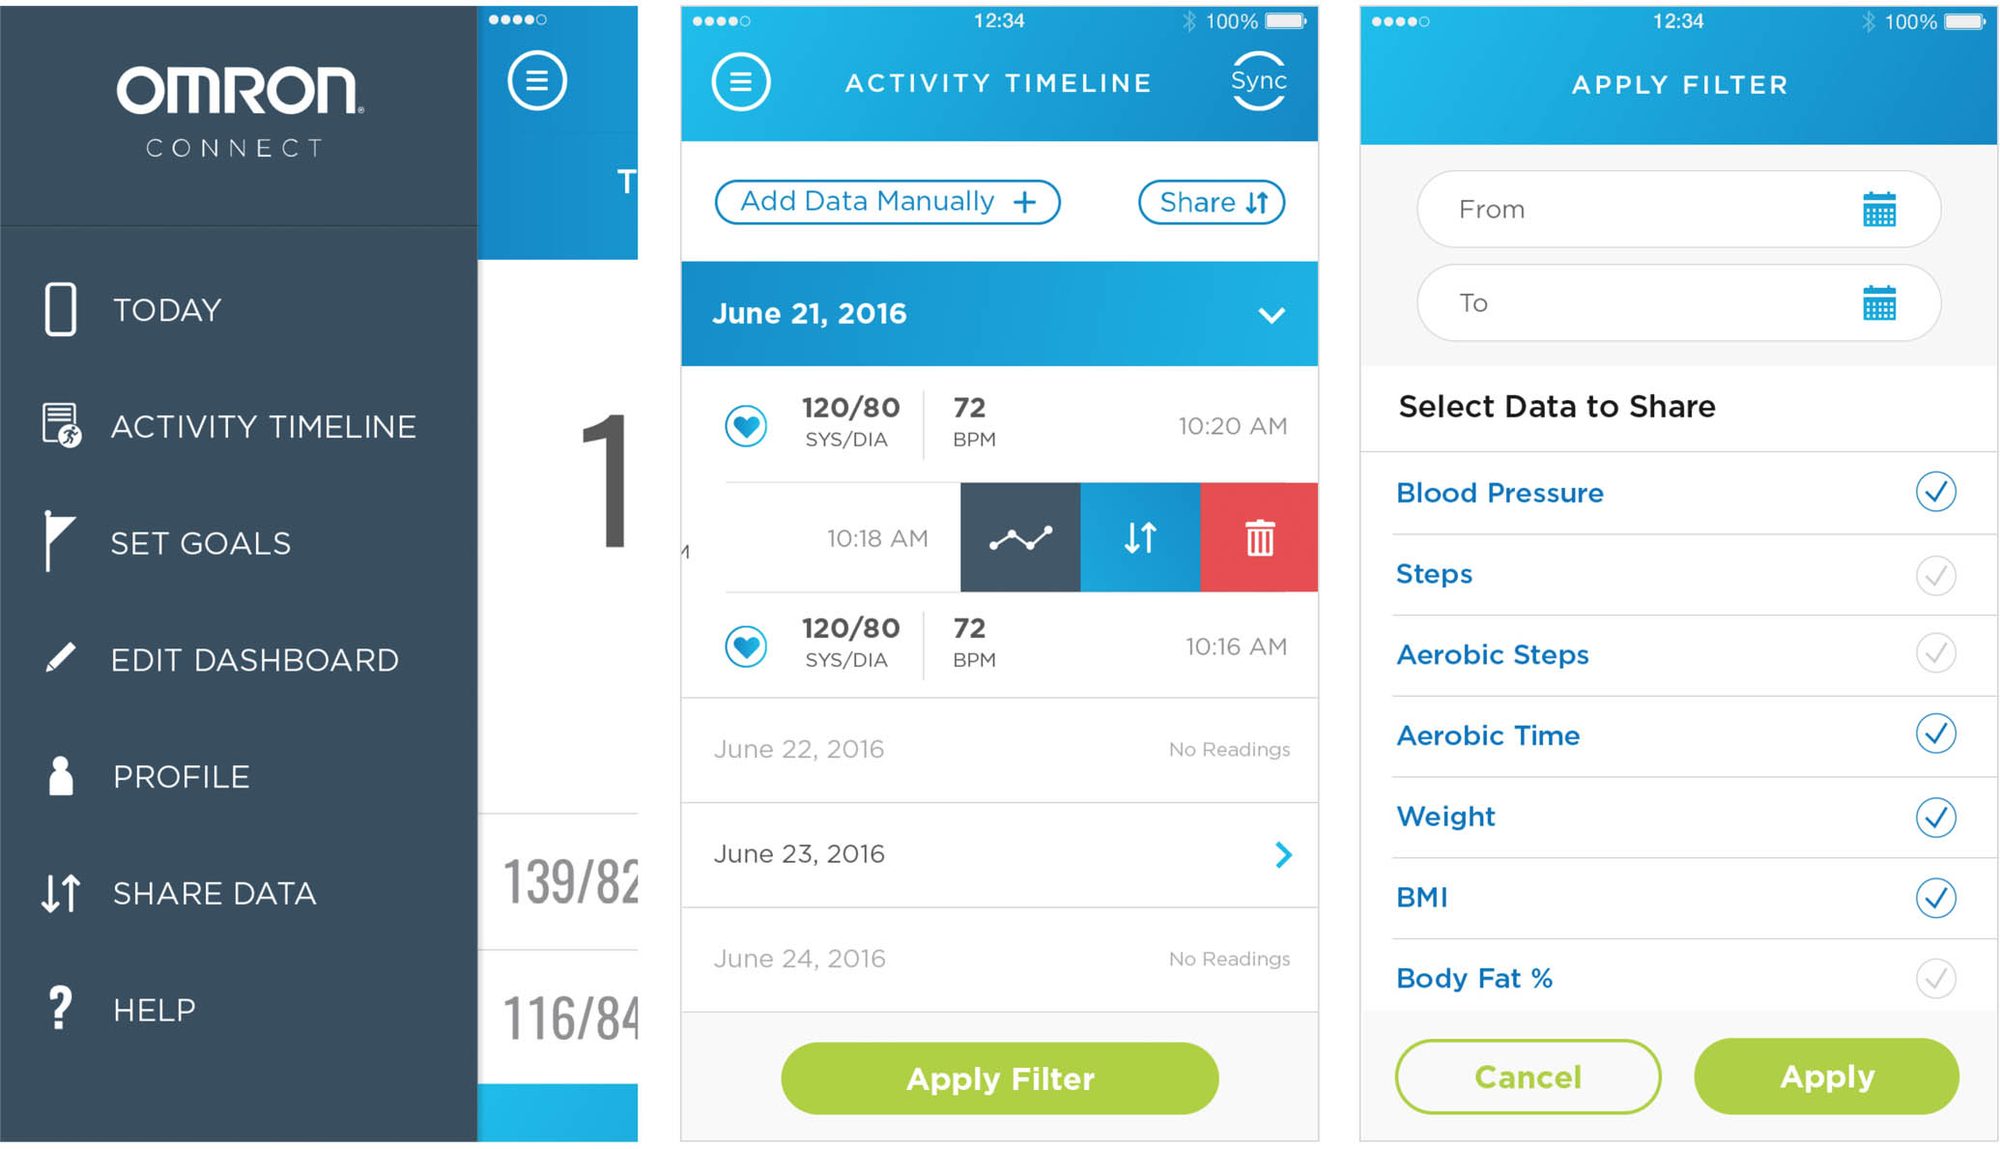 OMRON
CONNECT
TODAY
ACTIVITY TIMELINE
SET GOALS
EDIT DASHBOARD
PROFILE
SHARE DATA
HELP
T
1
139/82
116/84
12:34
100%
ACTIVITY TIMELINE
Sync
Add Data Manually +
Share
June 21, 2016
120/80 72
SYS/DIA BPM
10:20 AM
10:18 AM
120/80 72
SYS/DIA BPM
10:16 AM
June 22, 2016 No Readings
June 23, 2016
June 24, 2016 No Readings
Apply Filter
12:34
100%
APPLY FILTER
From
To
Select Data to Share
Blood Pressure
Steps
Aerobic Steps
Aerobic Time
Weight
BMI
Body Fat %
Cancel
Apply